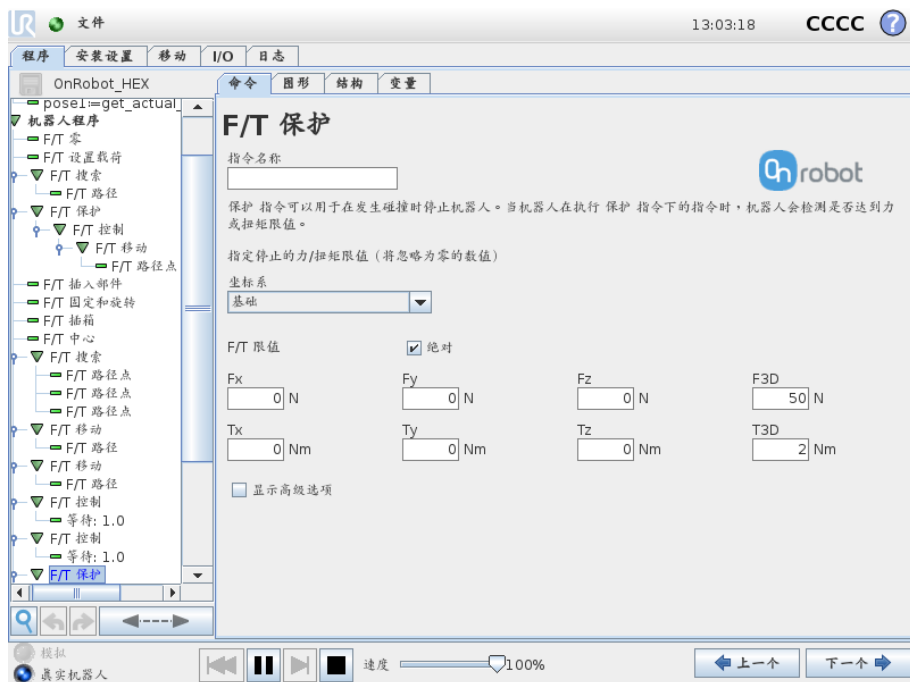 UR 文件 13:03:18 CCCC ?
程序 安装设置 移动 I/O 日志
OnRobot_HEX
命令 图形 结构 变量
pose1:=get_actual_
机器人程序
F/T 零
F/T 设置载荷
F/T 搜索
F/T 路径
F/T 保护
F/T 控制
F/T 移动
F/T 路径点
F/T 插入部件
F/T 固定和旋转
F/T 插箱
F/T 中心
F/T 搜索
F/T 路径点
F/T 路径点
F/T 路径点
F/T 移动
F/T 路径
F/T 移动
F/T 路径
F/T 控制
等待: 1.0
F/T 控制
等待: 1.0
F/T 保护
F/T 保护
指令名称
On robot
保护 指令可以用于在发生碰撞时停止机器人。当机器人在执行 保护 指令下的指令时，机器人会检测是否达到力
或扭矩限值。
指定停止的力/扭矩限值（将忽略为零的数值）
坐标系
基础
F/T 限值 绝对
Fx Fy Fz F3D
0 N 0 N 0 N 50 N
Tx Ty Tz T3D
0 Nm 0 Nm 0 Nm 2 Nm
显示高级选项
模拟
真实机器人
速度 100%
上一个 下一个